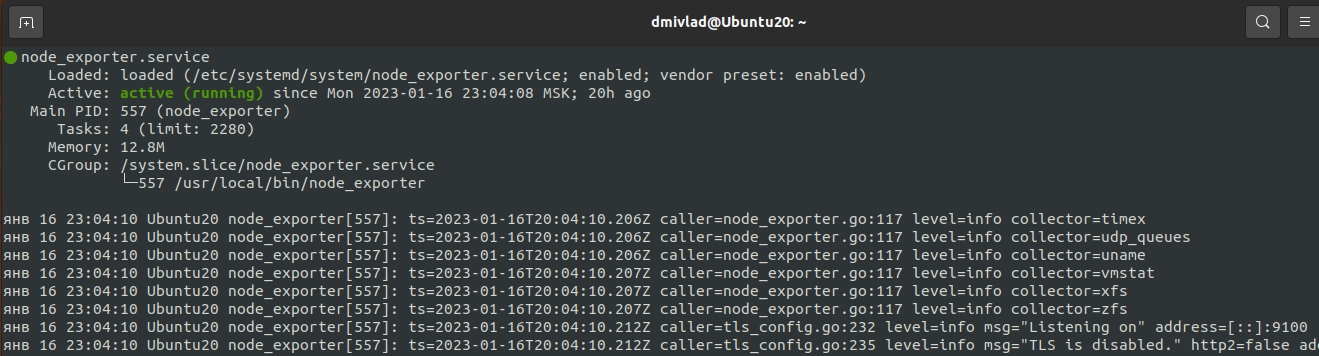 dmivlad@Ubuntu20: ~
node_exporter.service
Loaded: loaded (/etc/systemd/system/node_exporter.service; enabled; vendor preset: enabled)
Active: active (running) since Mon 2023-01-16 23:04:08 MSK; 20h ago
Main PID: 557 (node_exporter)
Tasks: 4 (limit: 2280)
Memory: 12.8M
CGroup: /system.slice/node_exporter.service
└─557 /usr/local/bin/node_exporter
янв 16 23:04:10 Ubuntu20 node_exporter[557]: ts=2023-01-16T20:04:10.206Z caller=node_exporter.go:117 level=info collector=timex
янв 16 23:04:10 Ubuntu20 node_exporter[557]: ts=2023-01-16T20:04:10.206Z caller=node_exporter.go:117 level=info collector=udp_queues
янв 16 23:04:10 Ubuntu20 node_exporter[557]: ts=2023-01-16T20:04:10.206Z caller=node_exporter.go:117 level=info collector=uname
янв 16 23:04:10 Ubuntu20 node_exporter[557]: ts=2023-01-16T20:04:10.207Z caller=node_exporter.go:117 level=info collector=vmstat
янв 16 23:04:10 Ubuntu20 node_exporter[557]: ts=2023-01-16T20:04:10.207Z caller=node_exporter.go:117 level=info collector=xfs
янв 16 23:04:10 Ubuntu20 node_exporter[557]: ts=2023-01-16T20:04:10.207Z caller=node_exporter.go:117 level=info collector=zfs
янв 16 23:04:10 Ubuntu20 node_exporter[557]: ts=2023-01-16T20:04:10.212Z caller=tls_config.go:232 level=info msg="Listening on" address=[::]:9100
янв 16 23:04:10 Ubuntu20 node_exporter[557]: ts=2023-01-16T20:04:10.212Z caller=tls_config.go:235 level=info msg="TLS is disabled." http2=false